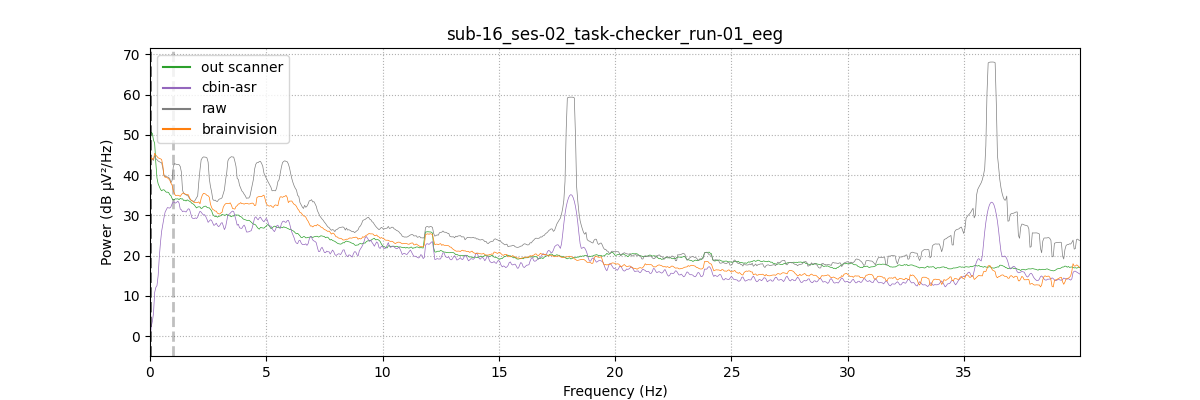 sub-16_ses-02_task-checker_run-01_eeg
70
60
50
40
30
20
10
0
Power (dB µV²/Hz)
out scanner
cbin-asr
raw
brainvision
0 5 10 15 20 25 30 35
Frequency (Hz)